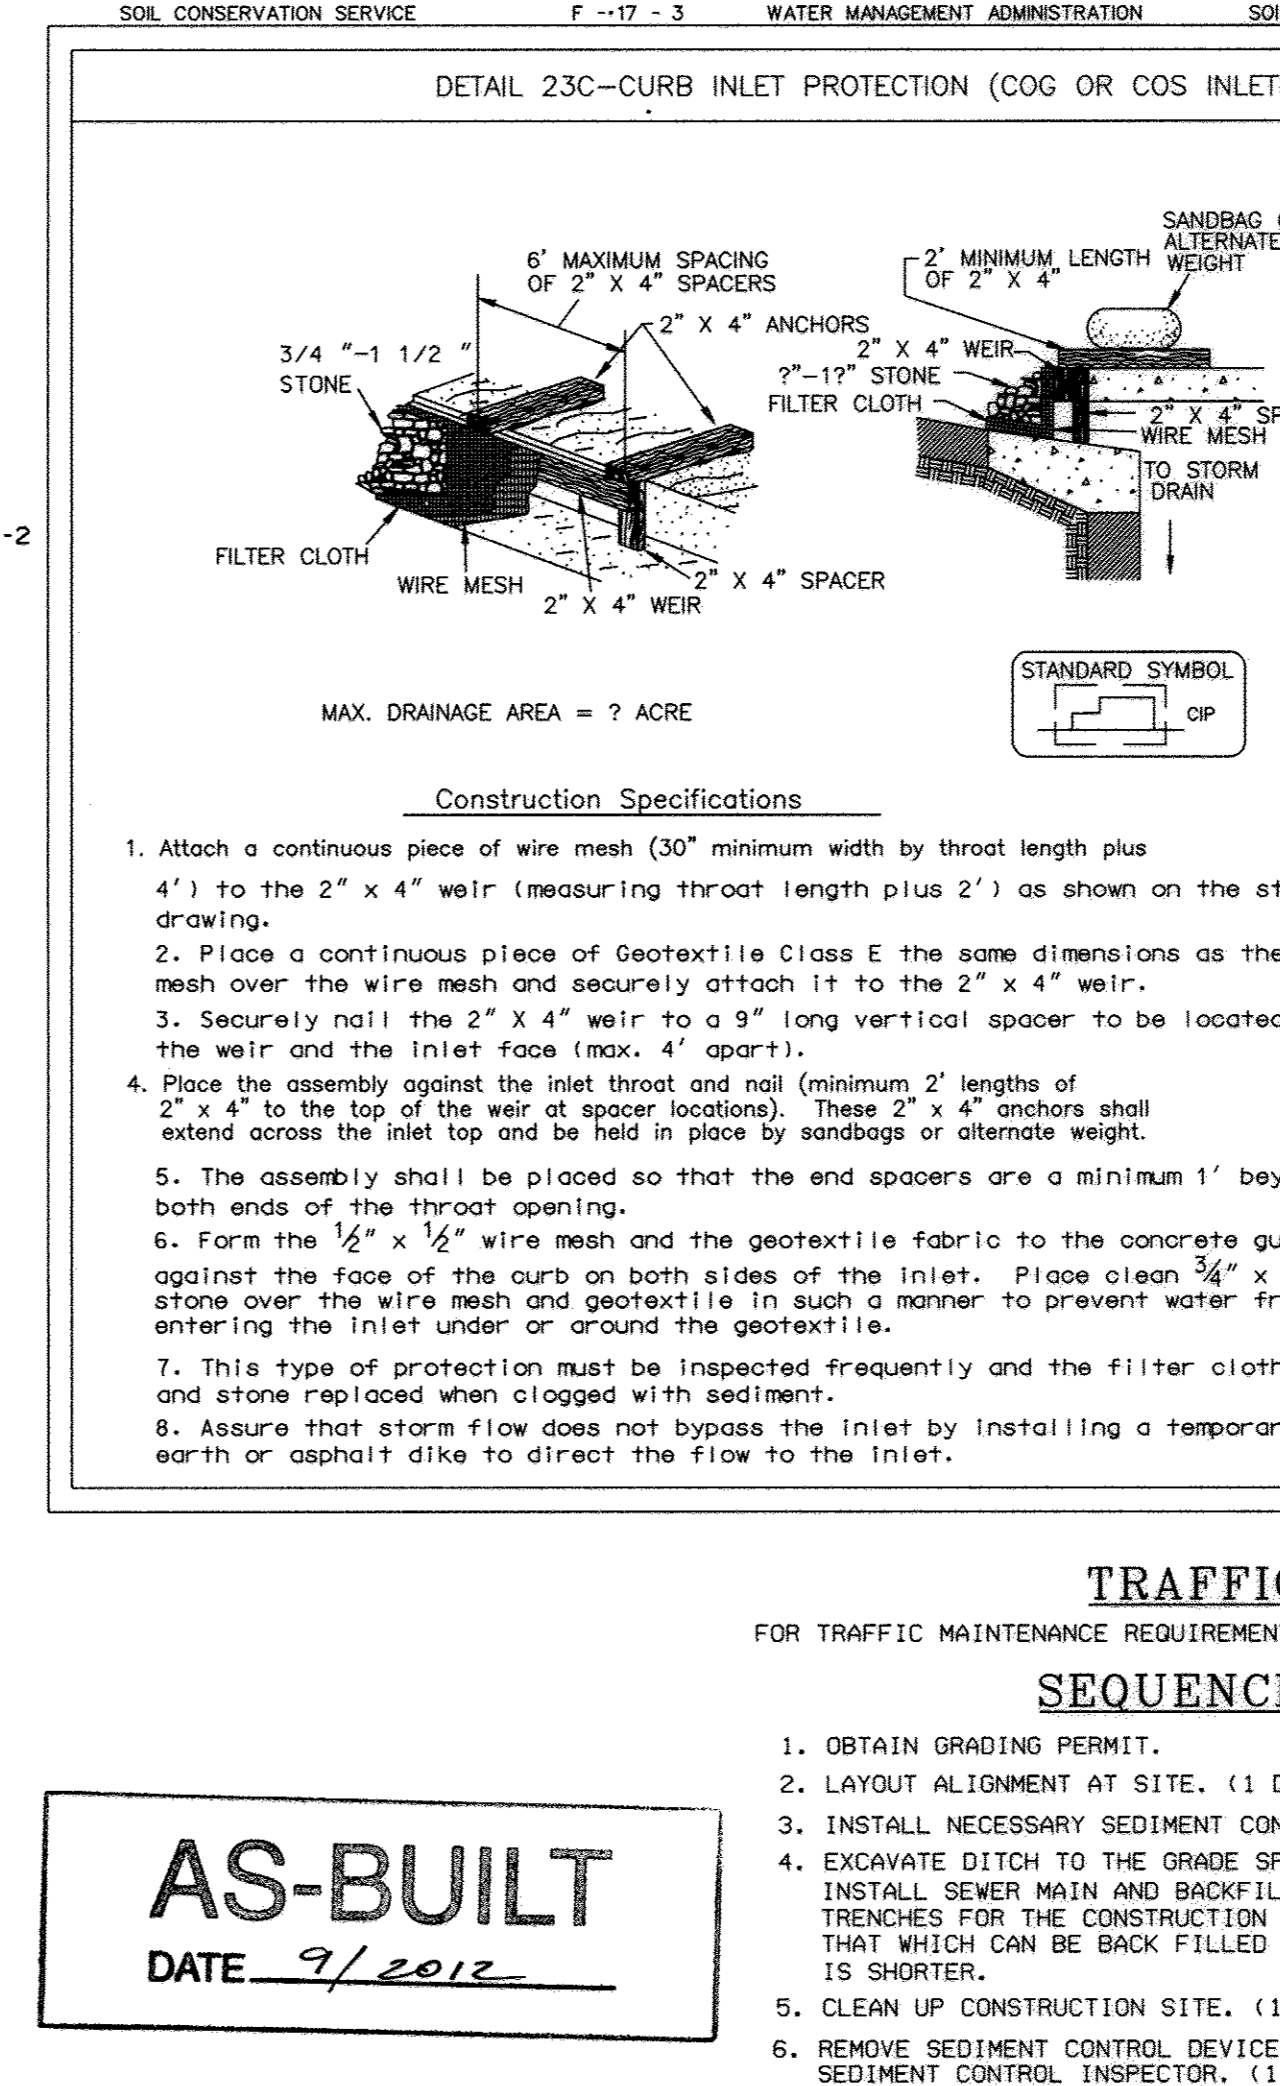 SOIL CONSERVATION SERVICE F --17 - 3 WATER MANAGEMENT ADMINISTRATION
DETAIL 23C-CURB INLET PROTECTION (COG OR COS INLET
6' MAXIMUM SPACING
OF 2" X 4" SPACERS
2" X 4" ANCHORS
3/4 "-1 1/2 "
STONE
FILTER CLOTH
WIRE MESH
2" X 4" WEIR
2" X 4" SPACER
SANDBAG
ALTERNATE
WEIGHT
2' MINIMUM LENGTH
OF 2" X 4"
2" X 4" WEIR
?"-1?" STONE
FILTER CLOTH
2" X 4" SP
WIRE MESH
TO STORM
DRAIN
-2
STANDARD SYMBOL
CIP
MAX. DRAINAGE AREA = ? ACRE
Construction Specifications
1. Attach a continuous piece of wire mesh (30" minimum width by throat length plus
4') to the 2" x 4" weir (measuring throat length plus 2') as shown on the st
drawing.
2. Place a continuous piece of Geotextile Class E the same dimensions as the
mesh over the wire mesh and securely attach it to the 2" x 4" weir.
3. Securely nail the 2" X 4" weir to a 9" long vertical spacer to be located
the weir and the inlet face (max. 4' apart).
4. Place the assembly against the inlet throat and nail (minimum 2' lengths of
2" x 4" to the top of the weir at spacer locations). These 2" x 4" anchors shall
extend across the inlet top and be held in place by sandbags or alternate weight.
5. The assembly shall be placed so that the end spacers are a minimum 1' bey
both ends of the throat opening.
6. Form the 1/2" x 1/2" wire mesh and the geotextile fabric to the concrete gu
against the face of the curb on both sides of the inlet. Place clean 3/4" x
stone over the wire mesh and geotextile in such a manner to prevent water fr
entering the inlet under or around the geotextile.
7. This type of protection must be inspected frequently and the filter cloth
and stone replaced when clogged with sediment.
8. Assure that storm flow does not bypass the inlet by installing a temporar
earth or asphalt dike to direct the flow to the inlet.
TRAFFIC
FOR TRAFFIC MAINTENANCE REQUIREMEN
SEQUENCE
1. OBTAIN GRADING PERMIT.
2. LAYOUT ALIGNMENT AT SITE. (1 D
3. INSTALL NECESSARY SEDIMENT CON
4. EXCAVATE DITCH TO THE GRADE SP
INSTALL SEWER MAIN AND BACKFIL
TRENCHES FOR THE CONSTRUCTION
THAT WHICH CAN BE BACK FILLED
IS SHORTER.
5. CLEAN UP CONSTRUCTION SITE. (1
6. REMOVE SEDIMENT CONTROL DEVICE
SEDIMENT CONTROL INSPECTOR. (1
AS-BUILT
DATE 9/2012